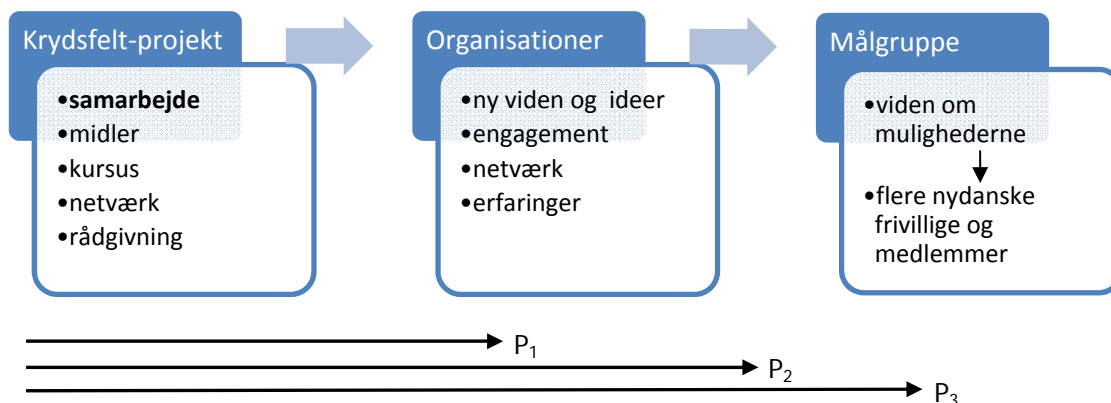 Krydsfelt-projekt
•samarbejde
•midler
•kursus
•netværk
•rådgivning
Organisationer
•ny viden og ideer
•engagement
•netværk
•erfaringer
Målgruppe
•viden om
mulighederne
•flere nydanske
frivillige og
medlemmer
P₁
P₂
P₃